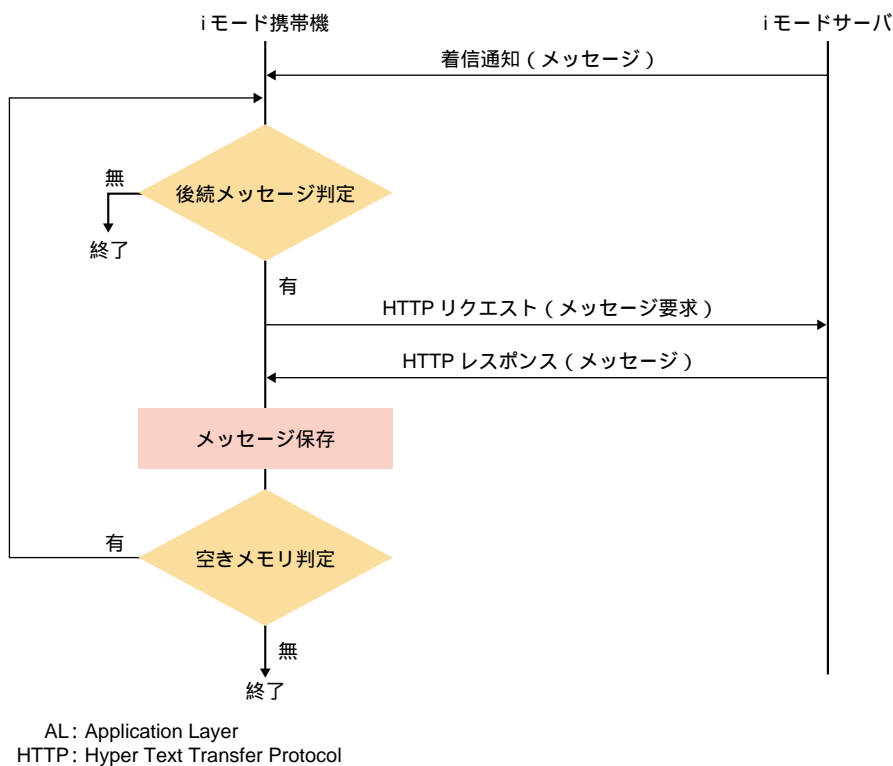 iモード携帯機
iモードサーバ
着信通知（メッセージ）
後続メッセージ判定
無
終了
有
HTTP リクエスト（メッセージ要求）
HTTP レスポンス（メッセージ）
メッセージ保存
有
空きメモリ判定
無
終了
AL: Application Layer
HTTP: Hyper Text Transfer Protocol